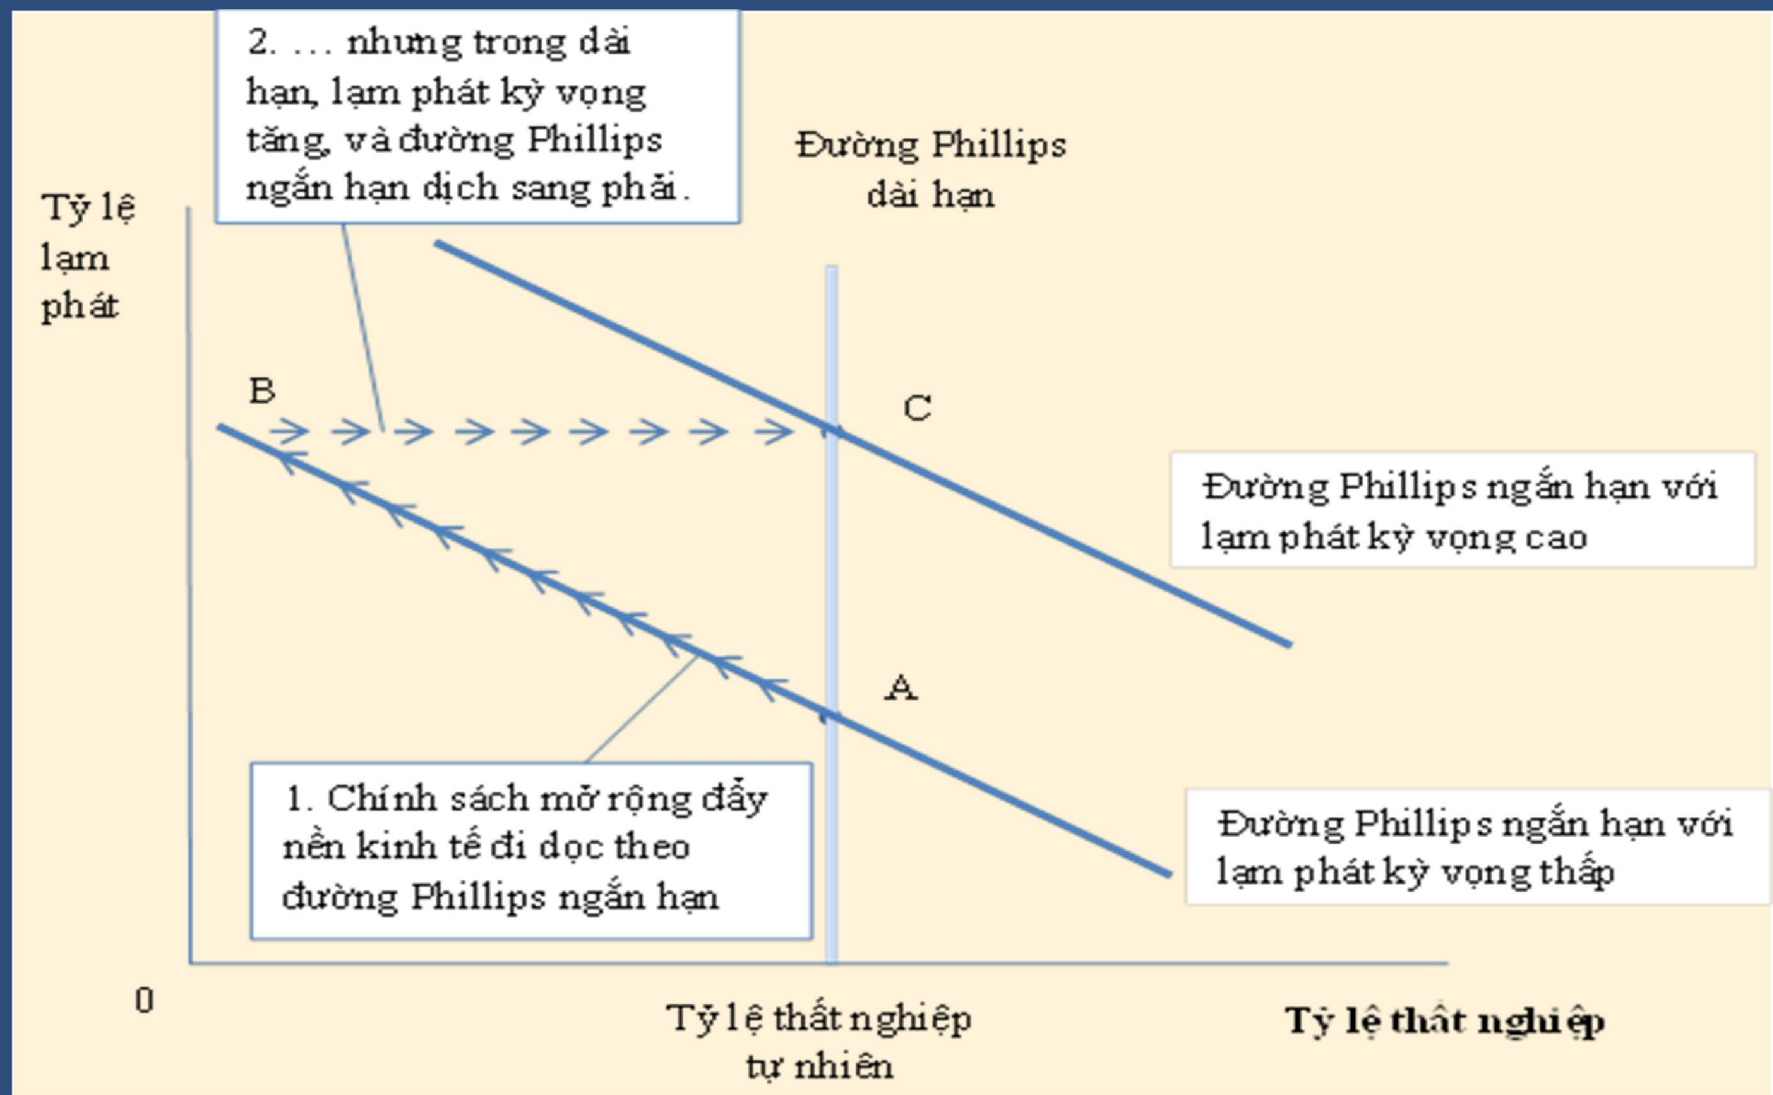 2. … nhưng trong dài
hạn, lạm phát kỳ vọng
tăng, và đường Phillips
ngắn hạn dịch sang phải.
Đường Phillips
dài hạn
Tỷ lệ
lạm
phát
B
C
Đường Phillips ngắn hạn với
lạm phát kỳ vọng cao
A
1. Chính sách mở rộng đẩy
nền kinh tế đi dọc theo
đường Phillips ngắn hạn
Đường Phillips ngắn hạn với
lạm phát kỳ vọng thấp
0
Tỷ lệ thất nghiệp
tự nhiên
Tỷ lệ thất nghiệp